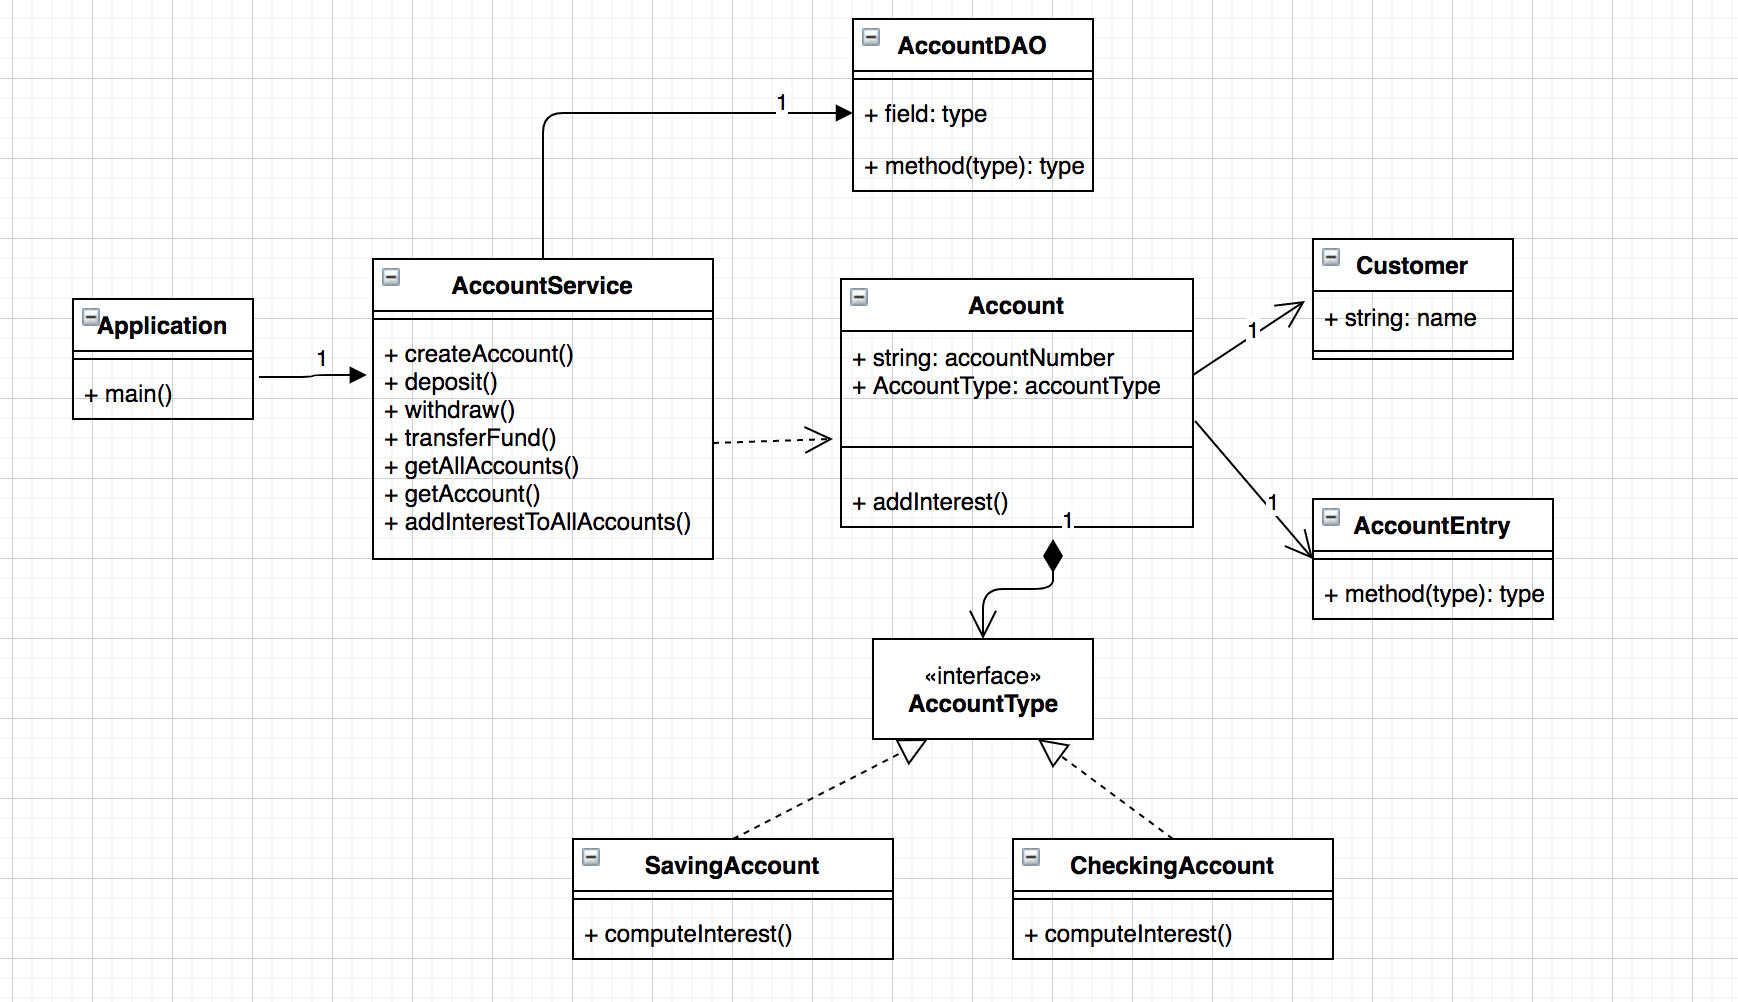 AccountDAO
+ field: type
+ method(type): type
1
Application
+ main()
1
AccountService
+ createAccount()
+ deposit()
+ withdraw()
+ transferFund()
+ getAllAccounts()
+ getAccount()
+ addInterestToAllAccounts()
Account
+ string: accountNumber
+ AccountType: accountType
+ addInterest()
1
1
Customer
+ string: name
1
AccountEntry
+ method(type): type
«interface»
AccountType
SavingAccount
+ computeInterest()
CheckingAccount
+ computeInterest()